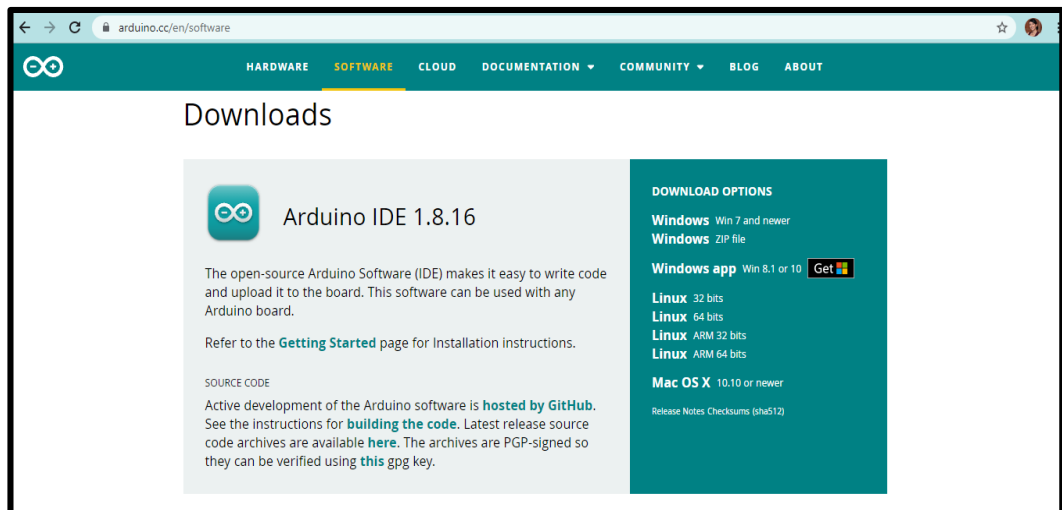 arduino.cc/en/software
HARDWARE SOFTWARE CLOUD DOCUMENTATION COMMUNITY BLOG ABOUT
Downloads
Arduino IDE 1.8.16
The open-source Arduino Software (IDE) makes it easy to write code
and upload it to the board. This software can be used with any
Arduino board.
Refer to the Getting Started page for Installation instructions.
SOURCE CODE
Active development of the Arduino software is hosted by GitHub.
See the instructions for building the code. Latest release source
code archives are available here. The archives are PGP-signed so
they can be verified using this gpg key.
DOWNLOAD OPTIONS
Windows Win 7 and newer
Windows ZIP file
Windows app Win 8.1 or 10 Get
Linux 32 bits
Linux 64 bits
Linux ARM 32 bits
Linux ARM 64 bits
Mac OS X 10.10 or newer
Release Notes Checksums (sha512)